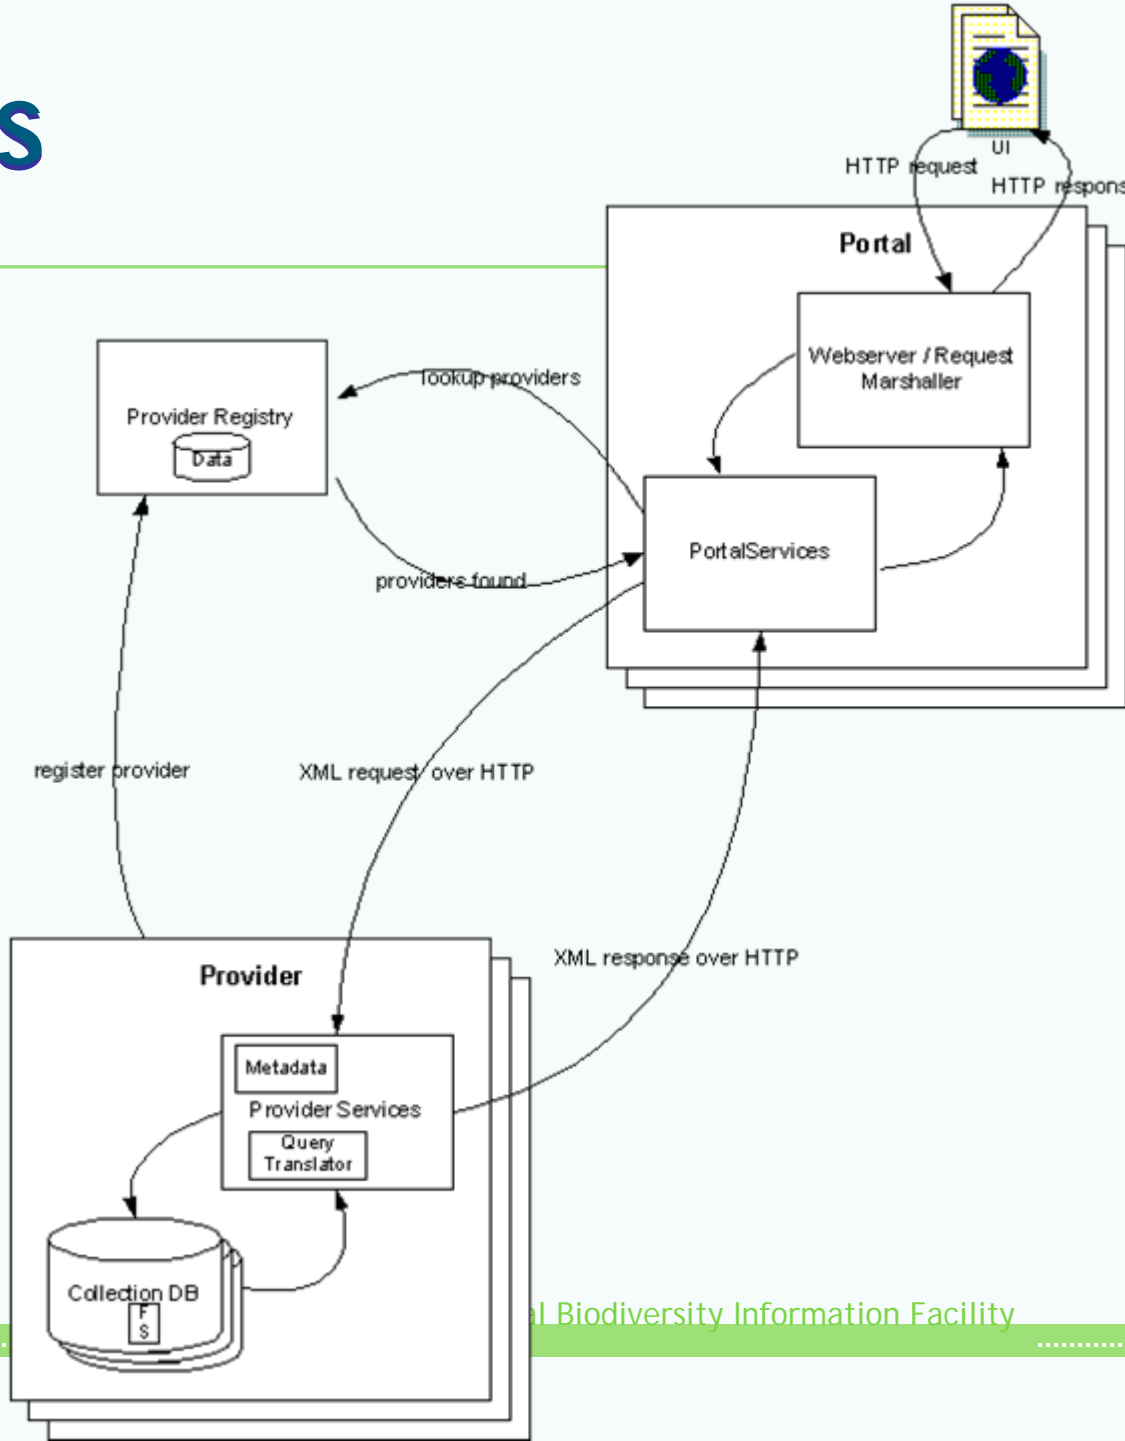 S
UI
HTTP request
HTTP respons
Portal
Webserver / Request
Marshaller
lookup providers
Provider Registry
Data
PortalServices
providers found
register provider
XML request over HTTP
XML response over HTTP
Provider
Metadata
Provider Services
Query
Translator
Collection DB
F
S
al Biodiversity Information Facility